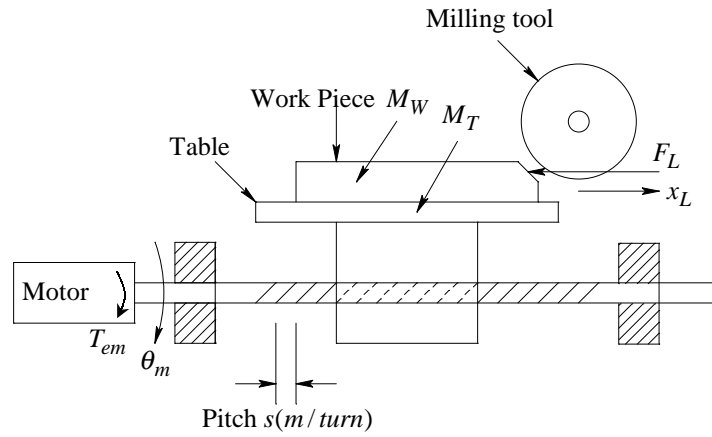 Milling tool
Work Piece M_W M_T
Table
F_L
x_L
Motor
T_em
θ_m
Pitch s(m/turn)